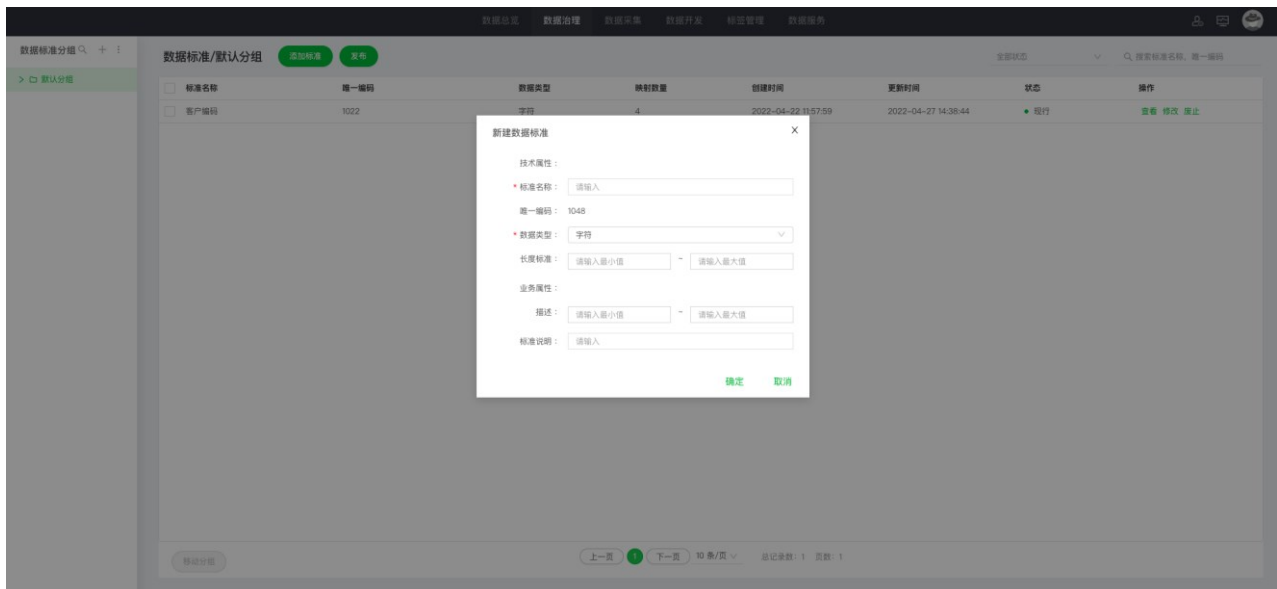 数据总览 数据治理 数据采集 数据开发 标签管理 数据服务
数据标准分组
默认分组
数据标准/默认分组 添加标准 发布 全部状态 搜索标准名称、唯一编码
标准名称 唯一编码 数据类型 映射数量 创建时间 更新时间 状态 操作
客户编码 1022 字符 4 2022-04-22 11:57:59 2022-04-27 14:38:44 现行 查看 修改 废止
新建数据标准 X
技术属性：
* 标准名称： 请输入
唯一编码： 1048
* 数据类型： 字符
长度标准： 请输入最小值 ~ 请输入最大值
业务属性：
描述： 请输入最小值 ~ 请输入最大值
标准说明： 请输入
确定 取消
移动分组 上一页 1 下一页 10 条/页 总记录数：1 页数：1